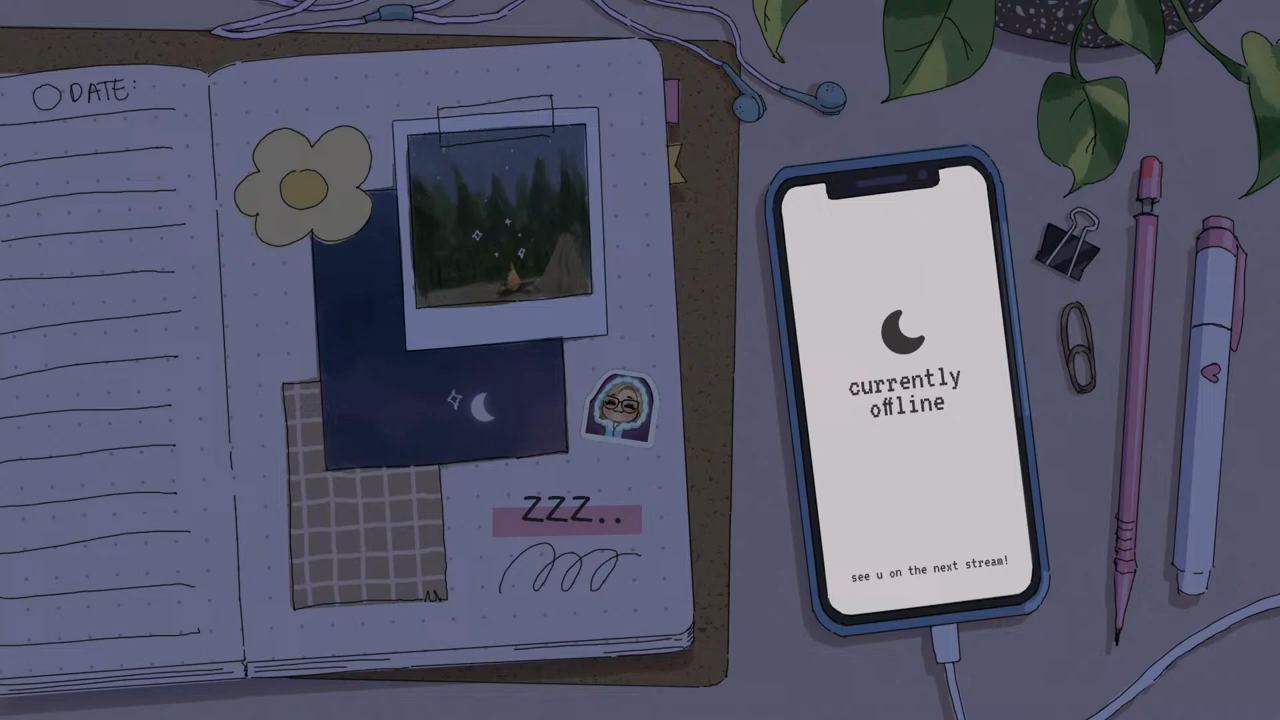 DATE:
zzz..
currently
offline
see u on the next stream!